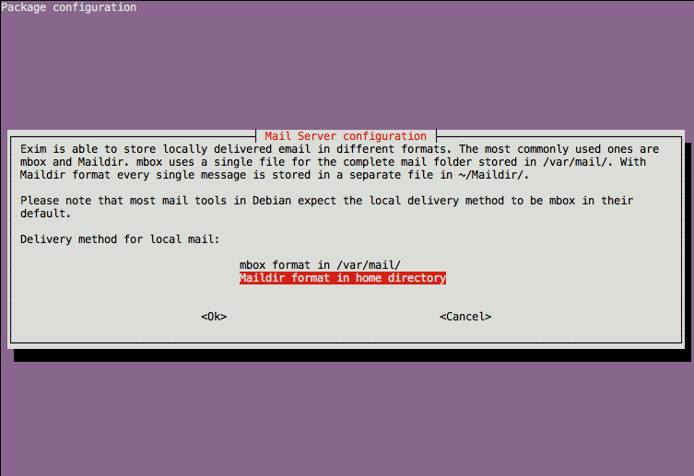 Package configuration
Mail Server configuration
Exim is able to store locally delivered email in different formats. The most commonly used ones are
mbox and Maildir. mbox uses a single file for the complete mail folder stored in /var/mail/. With
Maildir format every single message is stored in a separate file in ~/Maildir/.
Please note that most mail tools in Debian expect the local delivery method to be mbox in their
default.
Delivery method for local mail:
mbox format in /var/mail/
Maildir format in home directory
<Ok> <Cancel>